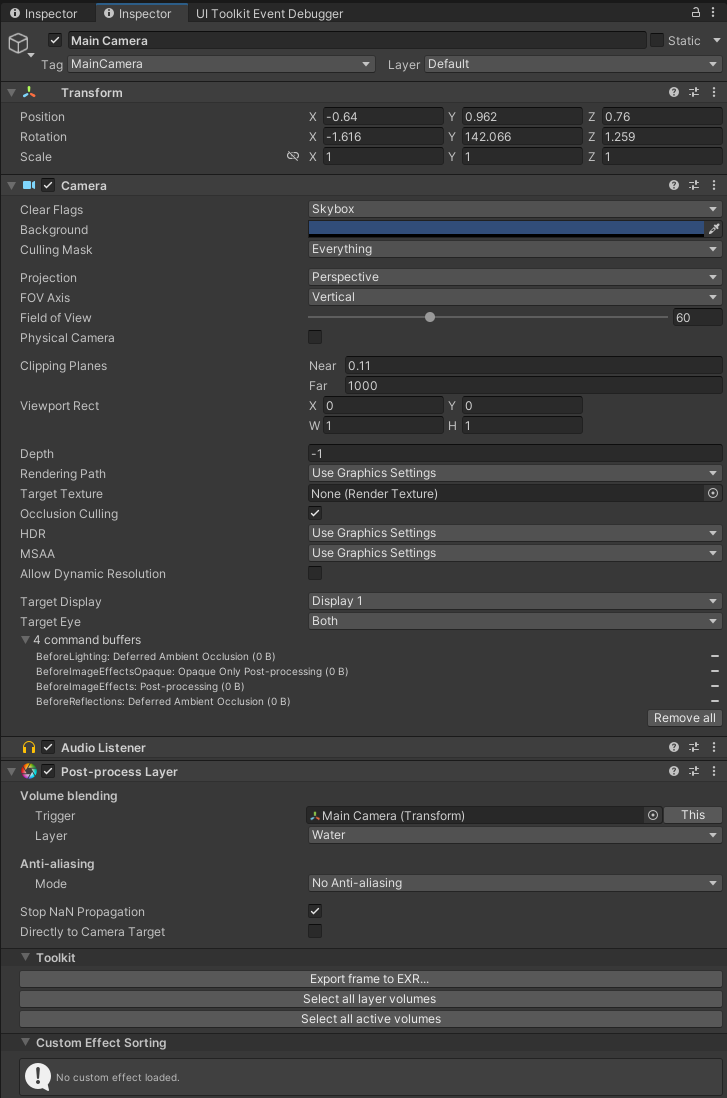 Inspector Inspector UI Toolkit Event Debugger
Main Camera Static
Tag MainCamera Layer Default
Transform
Position X -0.64 Y 0.962 Z 0.76
Rotation X -1.616 Y 142.066 Z 1.259
Scale X 1 Y 1 Z 1
Camera
Clear Flags Skybox
Background
Culling Mask Everything
Projection Perspective
FOV Axis Vertical
Field of View 60
Physical Camera
Clipping Planes Near 0.11
Far 1000
Viewport Rect X 0 Y 0
W 1 H 1
Depth -1
Rendering Path Use Graphics Settings
Target Texture None (Render Texture)
Occlusion Culling
HDR Use Graphics Settings
MSAA Use Graphics Settings
Allow Dynamic Resolution
Target Display Display 1
Target Eye Both
4 command buffers
BeforeLighting: Deferred Ambient Occlusion (0 B)
BeforeImageEffectsOpaque: Opaque Only Post-processing (0 B)
BeforeImageEffects: Post-processing (0 B)
BeforeReflections: Deferred Ambient Occlusion (0 B)
Remove all
Audio Listener
Post-process Layer
Volume blending
Trigger Main Camera (Transform) This
Layer Water
Anti-aliasing
Mode No Anti-aliasing
Stop NaN Propagation
Directly to Camera Target
Toolkit
Export frame to EXR...
Select all layer volumes
Select all active volumes
Custom Effect Sorting
No custom effect loaded.